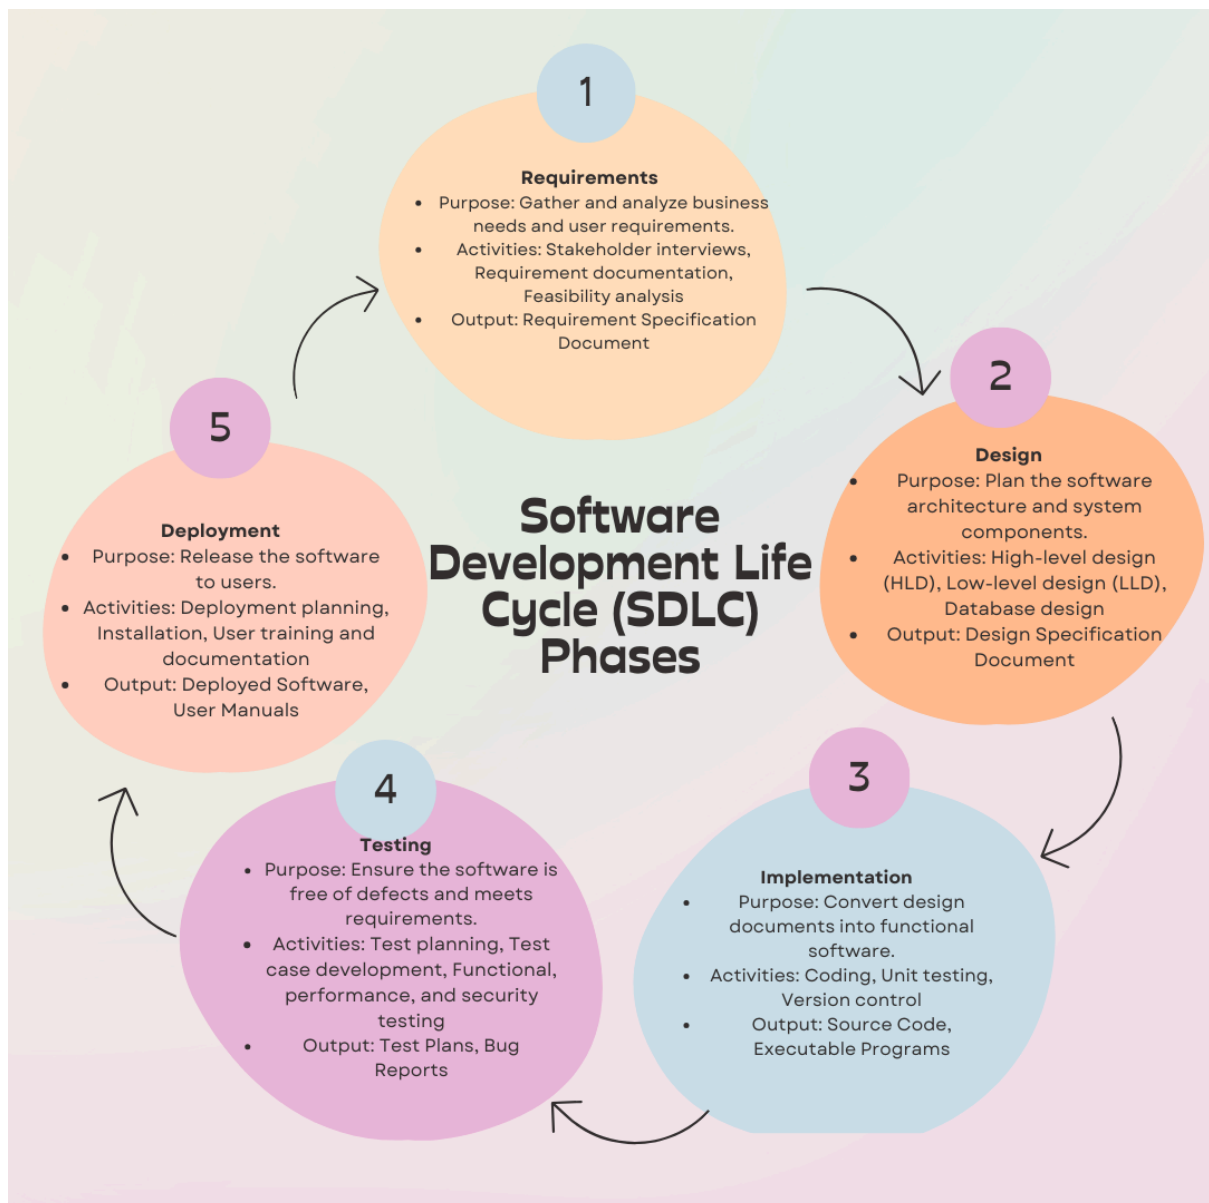 1
Requirements
• Purpose: Gather and analyze business
needs and user requirements.
• Activities: Stakeholder interviews,
Requirement documentation,
Feasibility analysis
• Output: Requirement Specification
Document
2
Design
• Purpose: Plan the software
architecture and system
components.
• Activities: High-level design
(HLD), Low-level design (LLD),
Database design
• Output: Design Specification
Document
3
Implementation
• Purpose: Convert design
documents into functional
software.
• Activities: Coding, Unit testing,
Version control
• Output: Source Code,
Executable Programs
4
Testing
• Purpose: Ensure the software is
free of defects and meets
requirements.
• Activities: Test planning, Test
case development, Functional,
performance, and security
testing
• Output: Test Plans, Bug
Reports
5
Deployment
• Purpose: Release the software
to users.
• Activities: Deployment planning,
Installation, User training and
documentation
• Output: Deployed Software,
User Manuals
Software
Development Life
Cycle (SDLC)
Phases